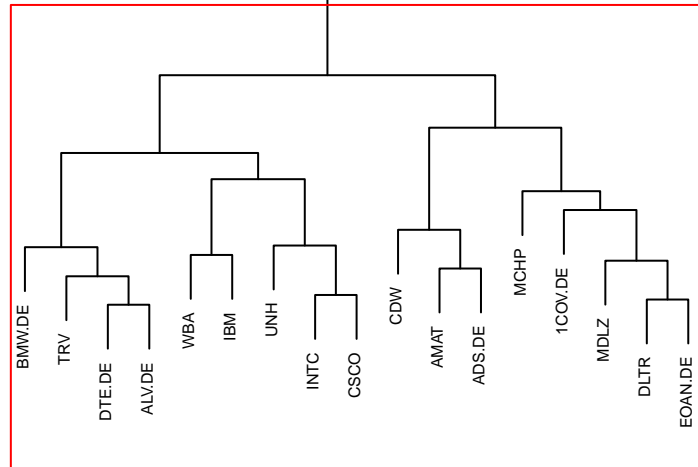 BMW.DE
TRV
DTE.DE
ALV.DE
WBA
IBM
UNH
INTC
CSCO
CDW
AMAT
ADS.DE
MCHP
1COV.DE
MDLZ
DLTR
EOAN.DE